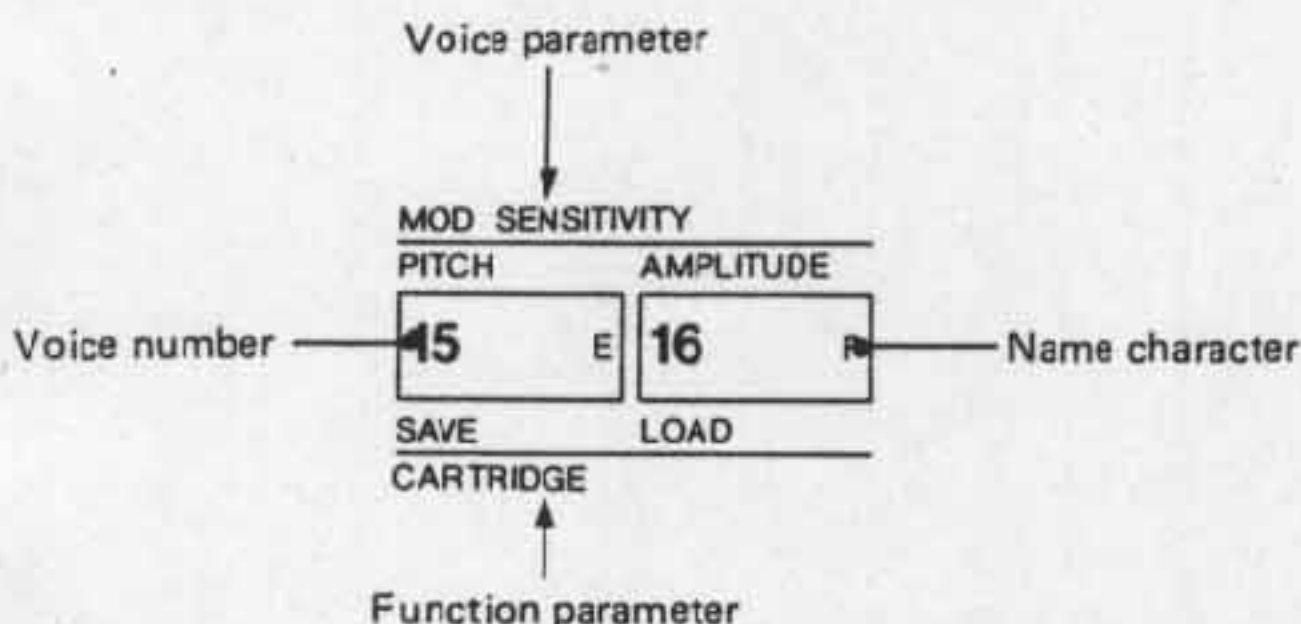 Voice parameter
MOD SENSITIVITY
PITCH AMPLITUDE
Voice number 15 E 16 F Name character
SAVE LOAD
CARTRIDGE
Function parameter